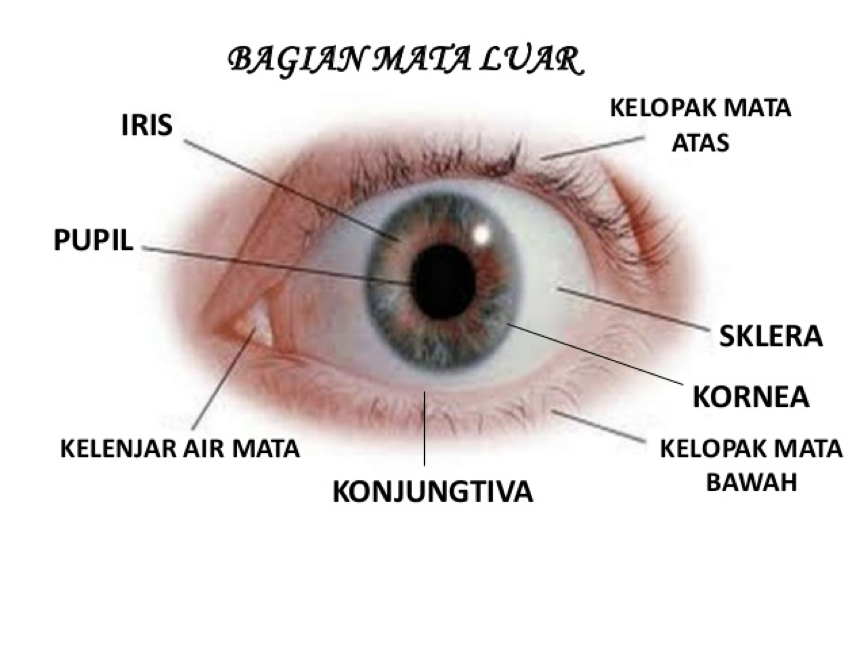 BAGIAN MATA LUAR
IRIS
KELOPAK MATA
ATAS
PUPIL
SKLERA
KORNEA
KELENJAR AIR MATA
KELOPAK MATA
BAWAH
KONJUNGTIVA